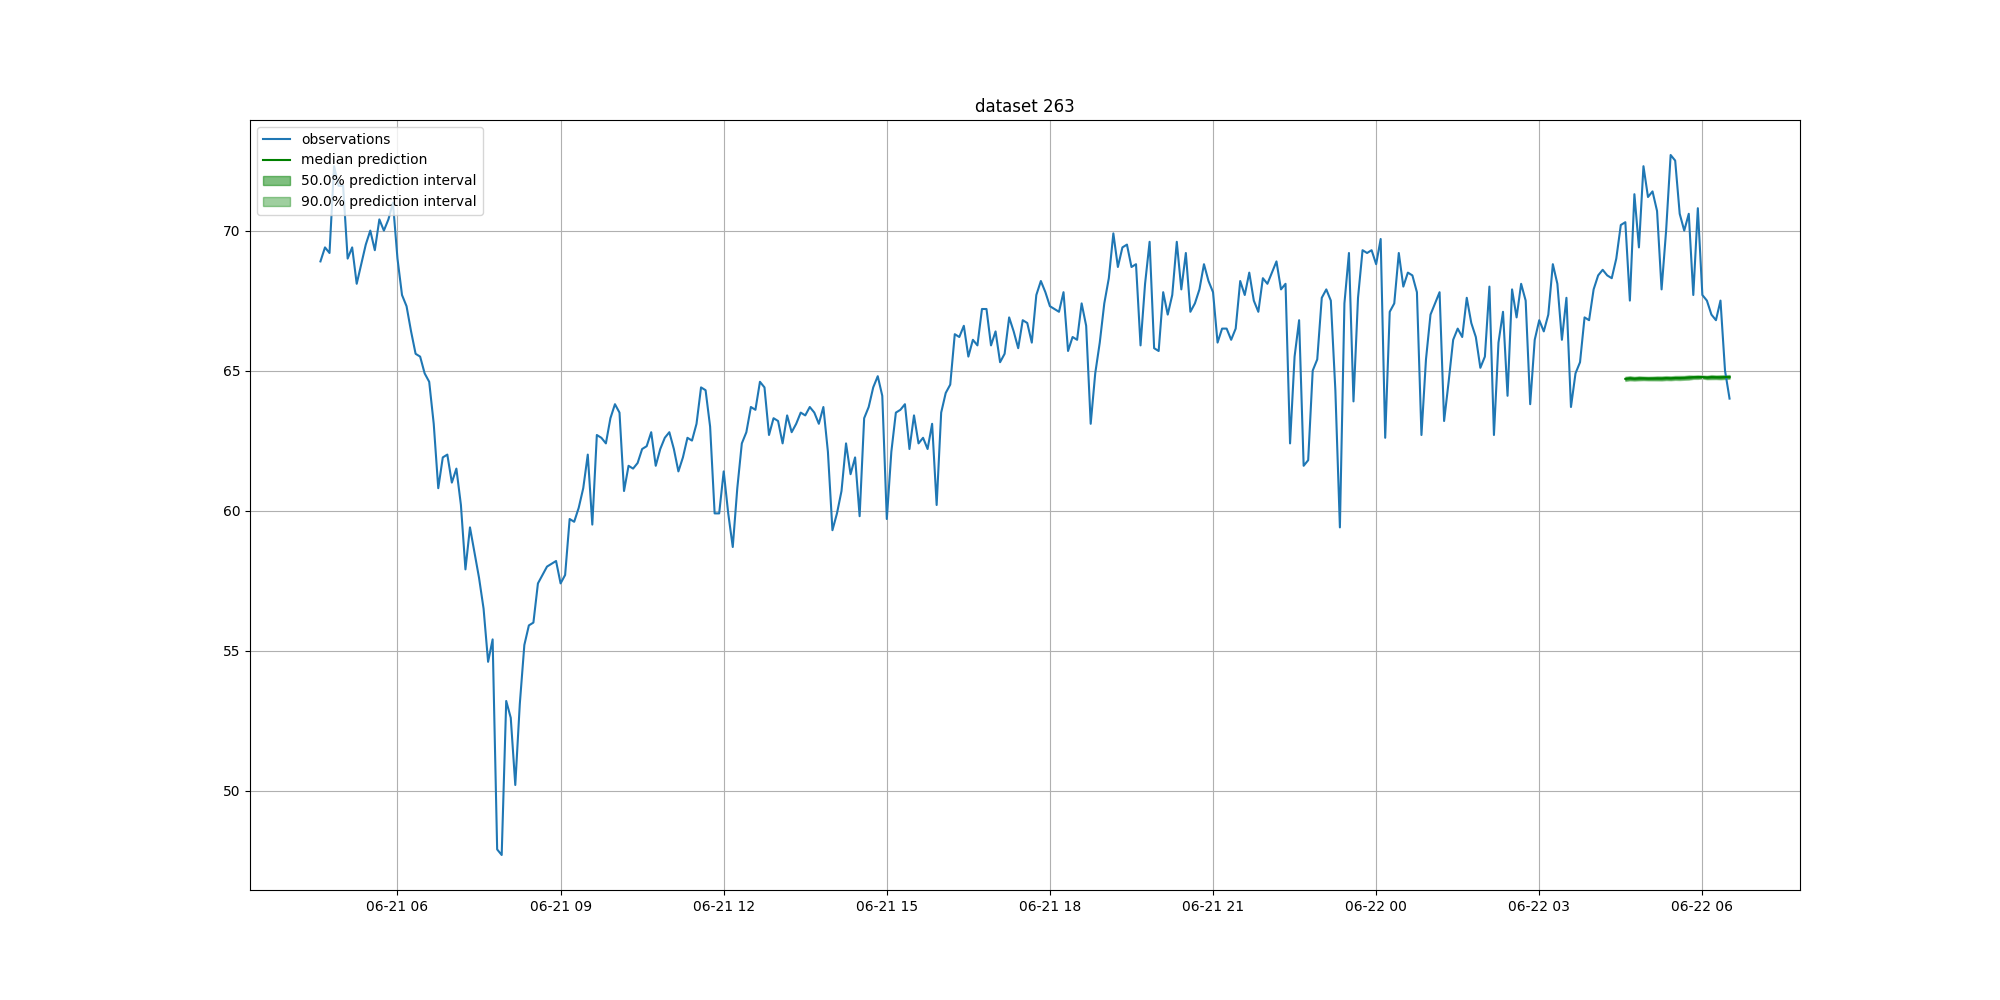 dataset 263
observations
median prediction
50.0% prediction interval
90.0% prediction interval
70
65
60
55
50
06-21 06
06-21 09
06-21 12
06-21 15
06-21 18
06-21 21
06-22 00
06-22 03
06-22 06